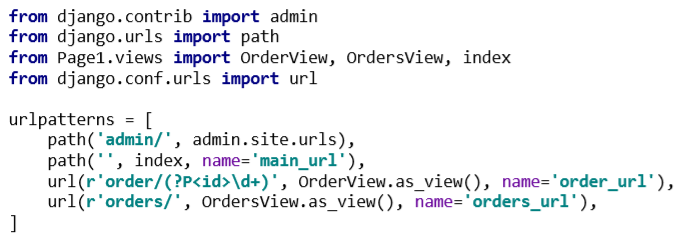 from django.contrib import admin
from django.urls import path
from Page1.views import OrderView, OrdersView, index
from django.conf.urls import url

urlpatterns = [
    path('admin/', admin.site.urls),
    path('', index, name='main_url'),
    url(r'order/(?P<id>\d+)', OrderView.as_view(), name='order_url'),
    url(r'orders/', OrdersView.as_view(), name='orders_url'),
]